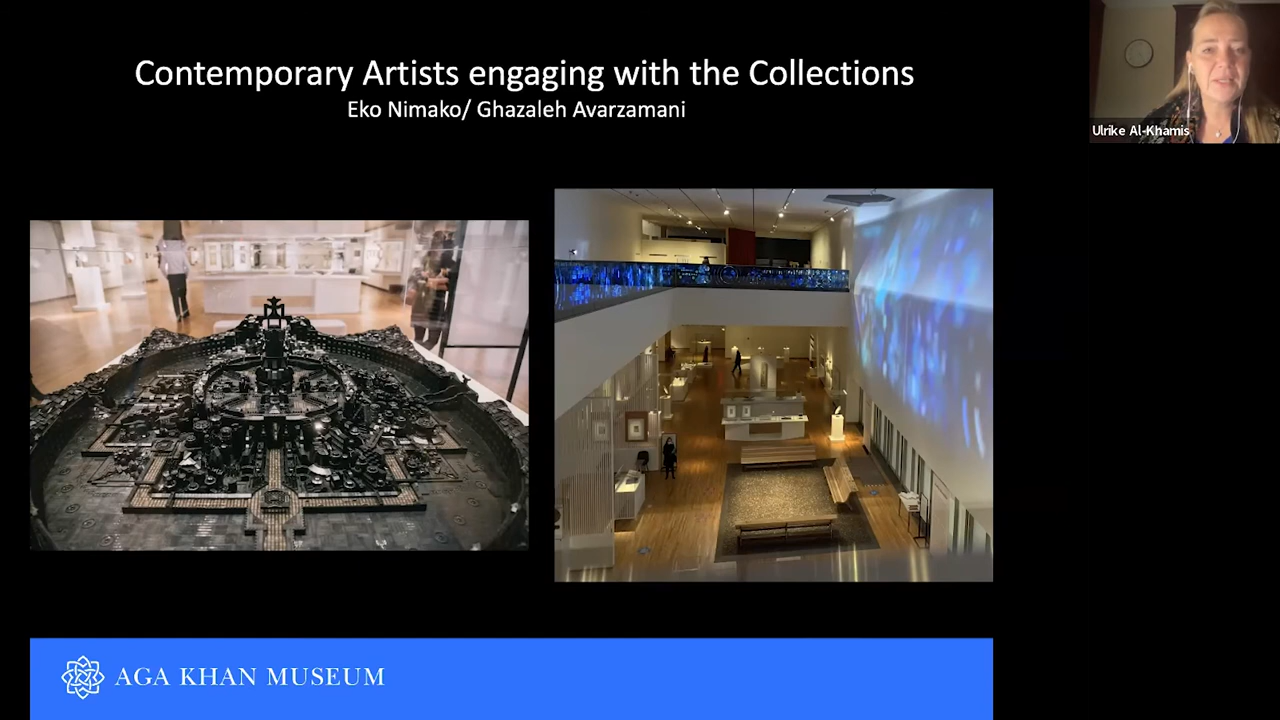 Contemporary Artists engaging with the Collections
Eko Nimako/ Ghazaleh Avarzamani
Ulrike Al-Khamis
AGA KHAN MUSEUM